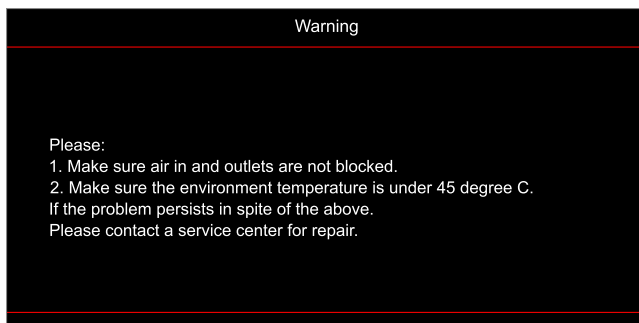 Warning
Please:
1. Make sure air in and outlets are not blocked.
2. Make sure the environment temperature is under 45 degree C.
If the problem persists in spite of the above.
Please contact a service center for repair.